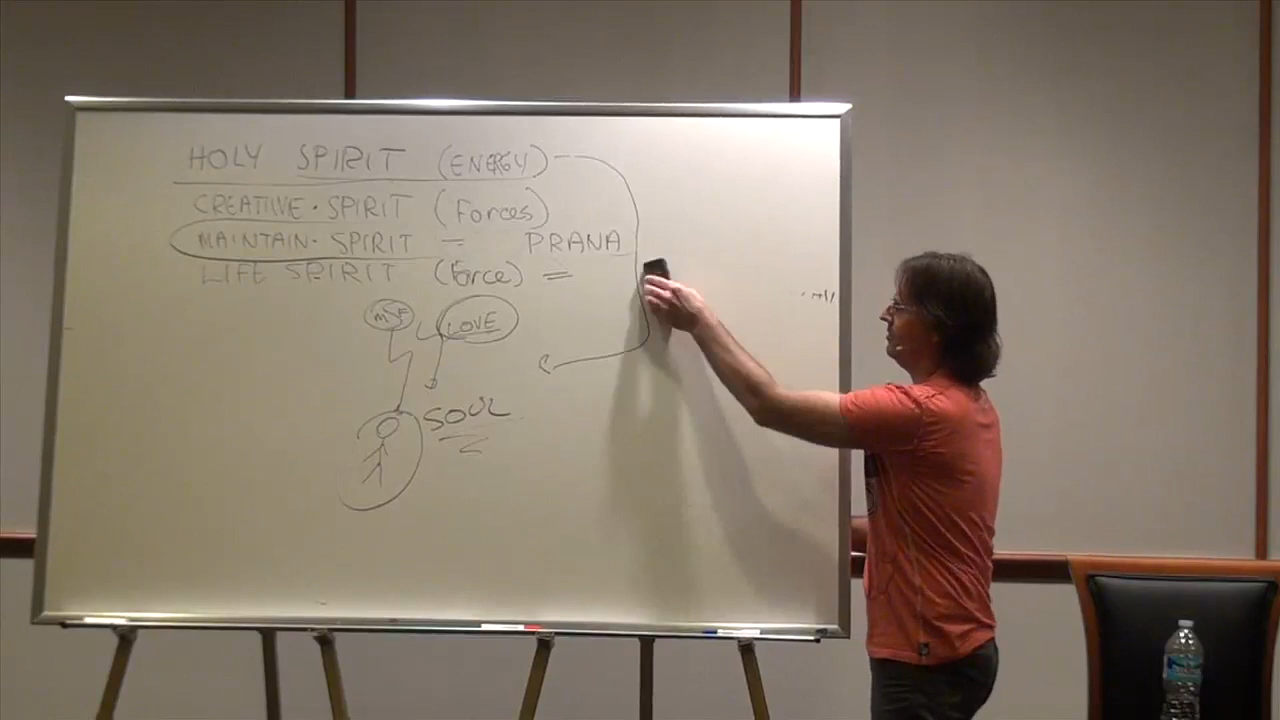 HOLY SPIRIT (ENERGY)
CREATIVE. SPIRIT (Forces)
MAINTAIN. SPIRIT = PRANA
LIFE SPIRIT (Force) =
LOVE
SOUL